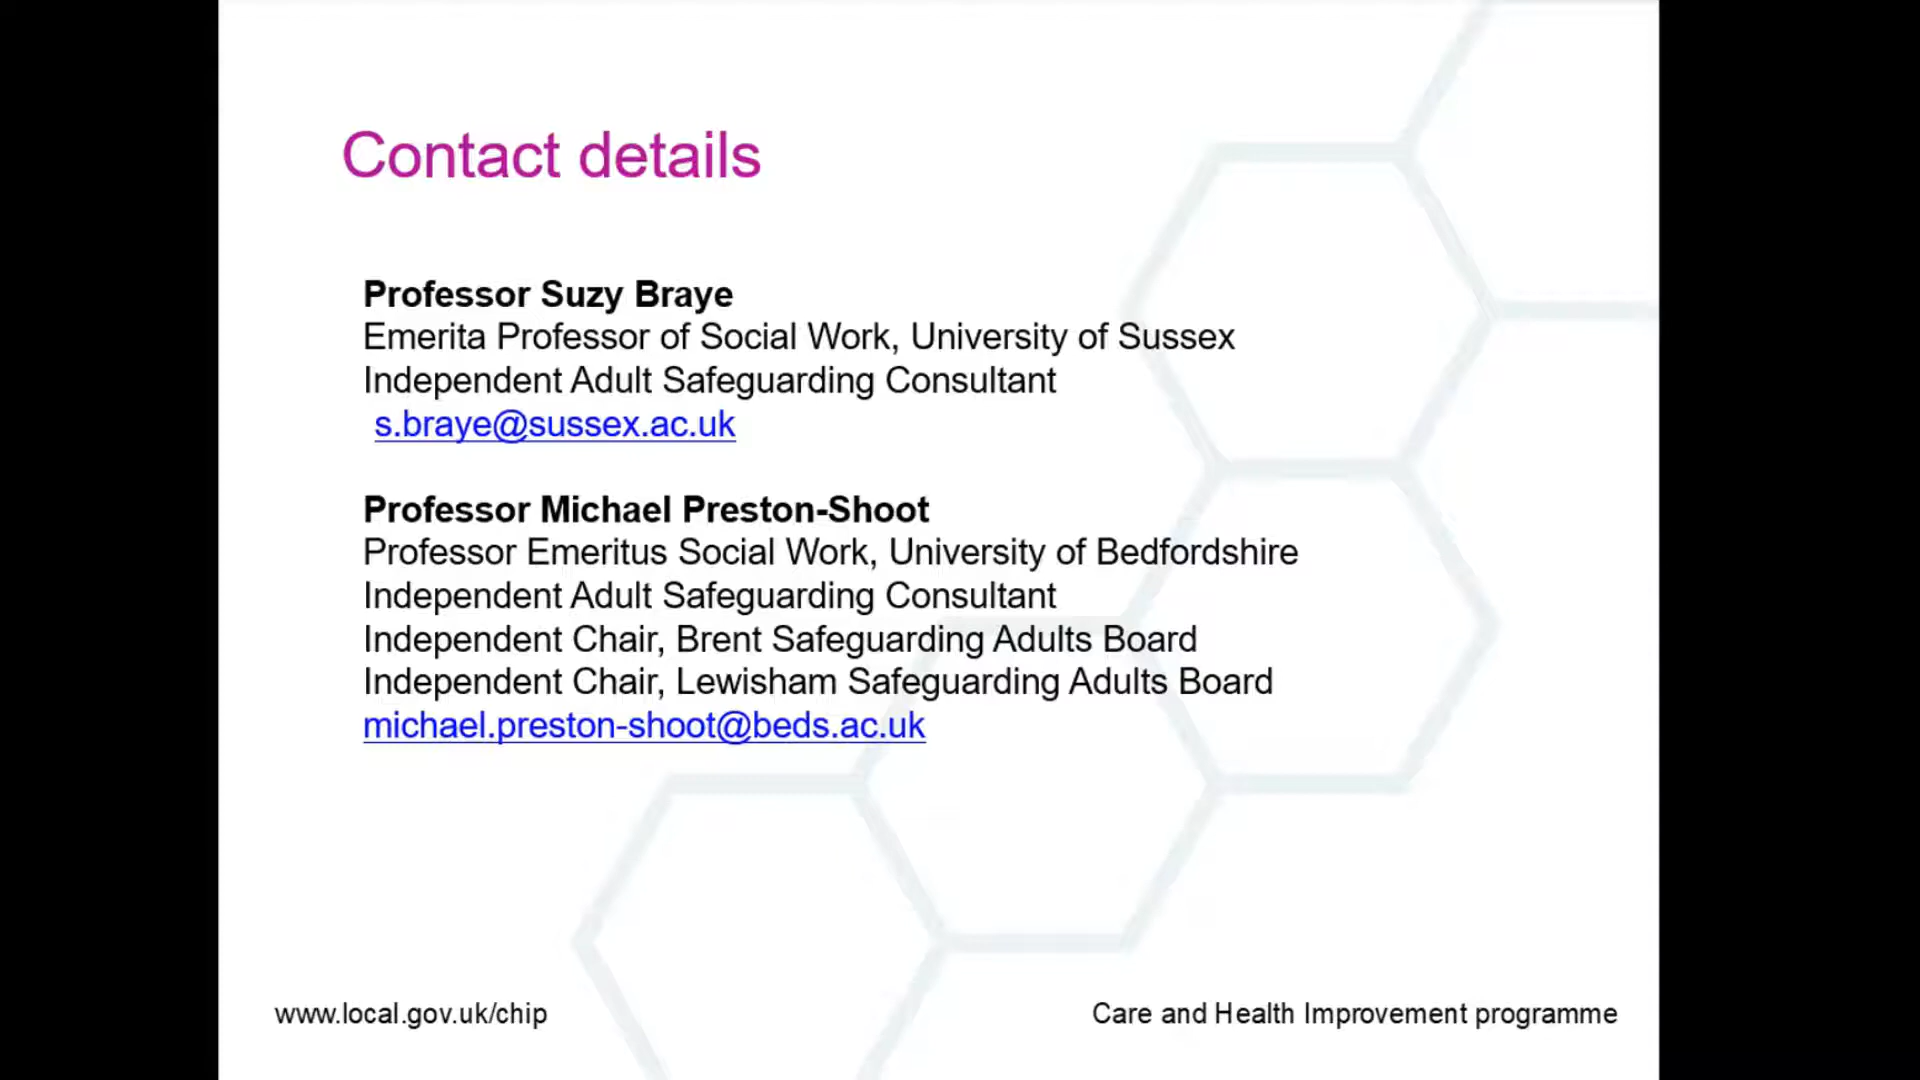 Contact details
Professor Suzy Braye
Emerita Professor of Social Work, University of Sussex
Independent Adult Safeguarding Consultant
s.braye@sussex.ac.uk
Professor Michael Preston-Shoot
Professor Emeritus Social Work, University of Bedfordshire
Independent Adult Safeguarding Consultant
Independent Chair, Brent Safeguarding Adults Board
Independent Chair, Lewisham Safeguarding Adults Board
michael.preston-shoot@beds.ac.uk
www.local.gov.uk/chip
Care and Health Improvement programme